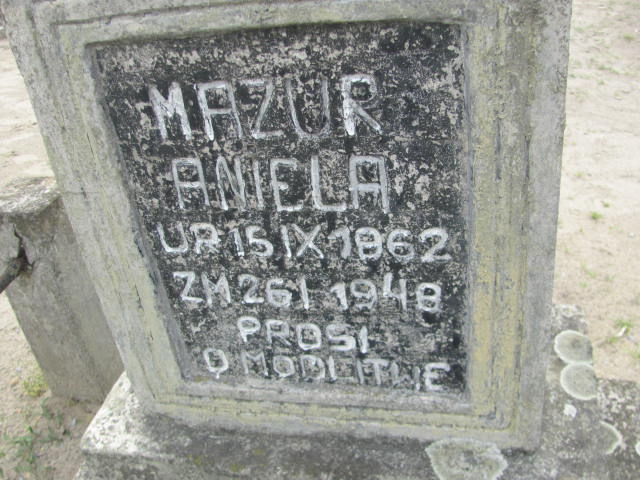 MAZUR
ANIELA
UR 15 IX 1862
ZM 26 I 1948
PROSI
O MODLITWE